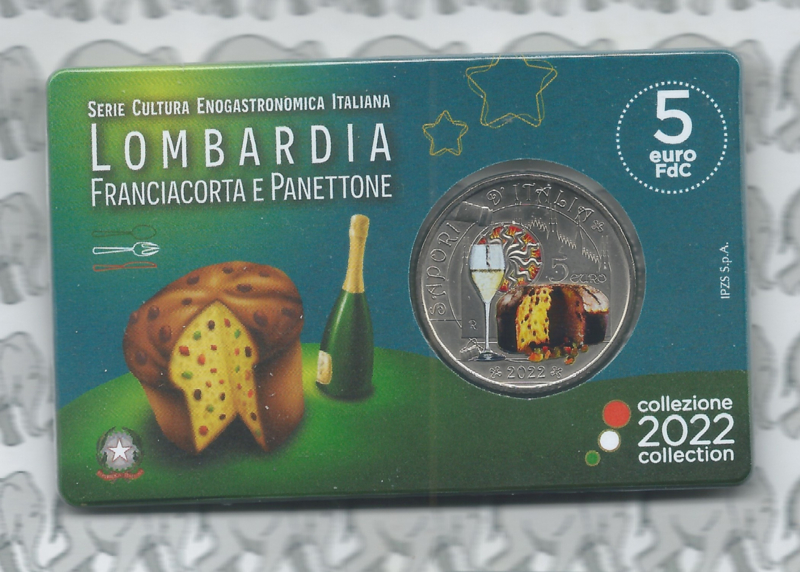 SERIE CULTURA ENOGASTRONOMICA ITALIANA
LOMBARDIA
FRANCIACORTA E PANETTONE
5
euro
FdC
SAPORI D'ITALIA
5 EURO
R
2022
IPZS S.p.A.
collezione
2022
collection